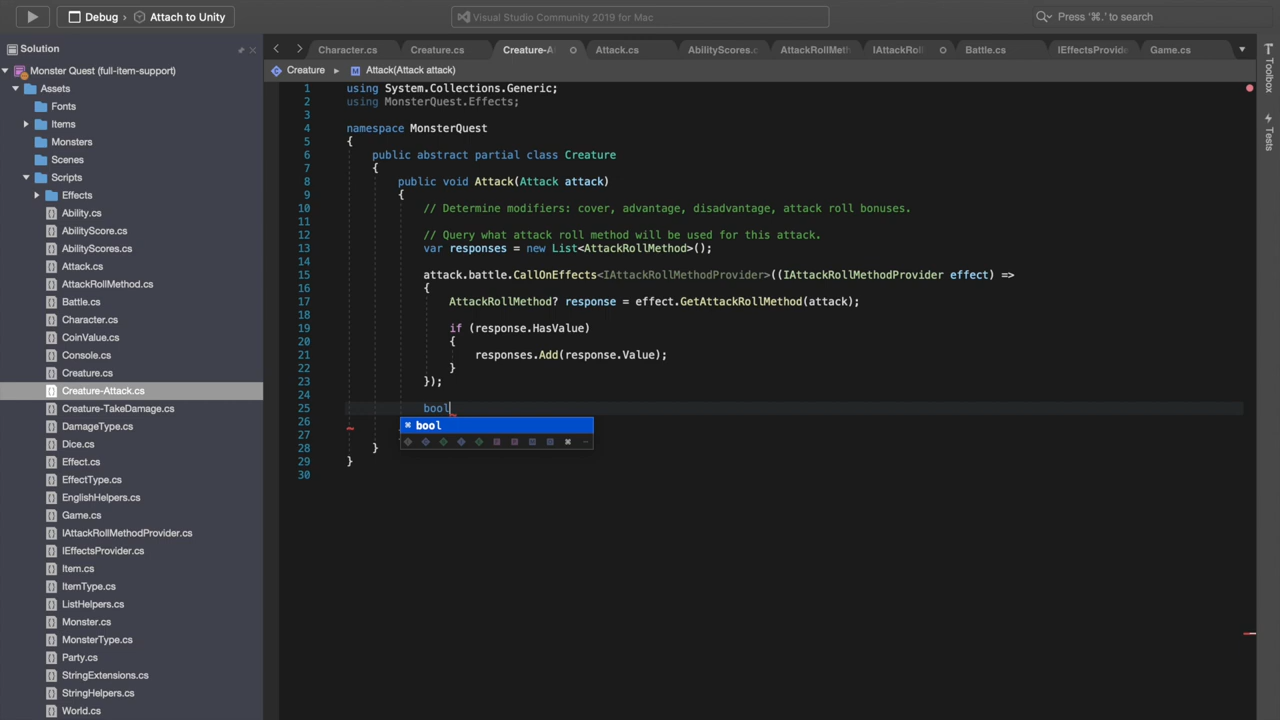 Debug
Attach to Unity
Visual Studio Community 2019 for Mac
Press '⌘.' to search
Solution
Character.cs
Creature.cs
Creature-A
Attack.cs
AbilityScores.
AttackRollMeth
IAttackRoll
Battle.cs
IEffectsProvide
Game.cs
Toolbox
Tests
Creature
Attack(Attack attack)
Monster Quest (full-item-support)
Assets
Fonts
Items
Monsters
Scenes
Scripts
Effects
Ability.cs
AbilityScore.cs
AbilityScores.cs
Attack.cs
AttackRollMethod.cs
Battle.cs
Character.cs
CoinValue.cs
Console.cs
Creature.cs
Creature-Attack.cs
Creature-TakeDamage.cs
DamageType.cs
Dice.cs
Effect.cs
EffectType.cs
EnglishHelpers.cs
Game.cs
IAttackRollMethodProvider.cs
IEffectsProvider.cs
Item.cs
ItemType.cs
ListHelpers.cs
Monster.cs
MonsterType.cs
Party.cs
StringExtensions.cs
StringHelpers.cs
World.cs
1 using System.Collections.Generic;
2 using MonsterQuest.Effects;
3
4 namespace MonsterQuest
5 {
6 public abstract partial class Creature
7 {
8 public void Attack(Attack attack)
9 {
10 // Determine modifiers: cover, advantage, disadvantage, attack roll bonuses.
11
12 // Query what attack roll method will be used for this attack.
13 var responses = new List<AttackRollMethod>();
14
15 attack.battle.CallOnEffects<IAttackRollMethodProvider>((IAttackRollMethodProvider effect) =>
16 {
17 AttackRollMethod? response = effect.GetAttackRollMethod(attack);
18
19 if (response.HasValue)
20 {
21 responses.Add(response.Value);
22 }
23 });
24
25 bool
26
bool
27
28 }
29 }
30